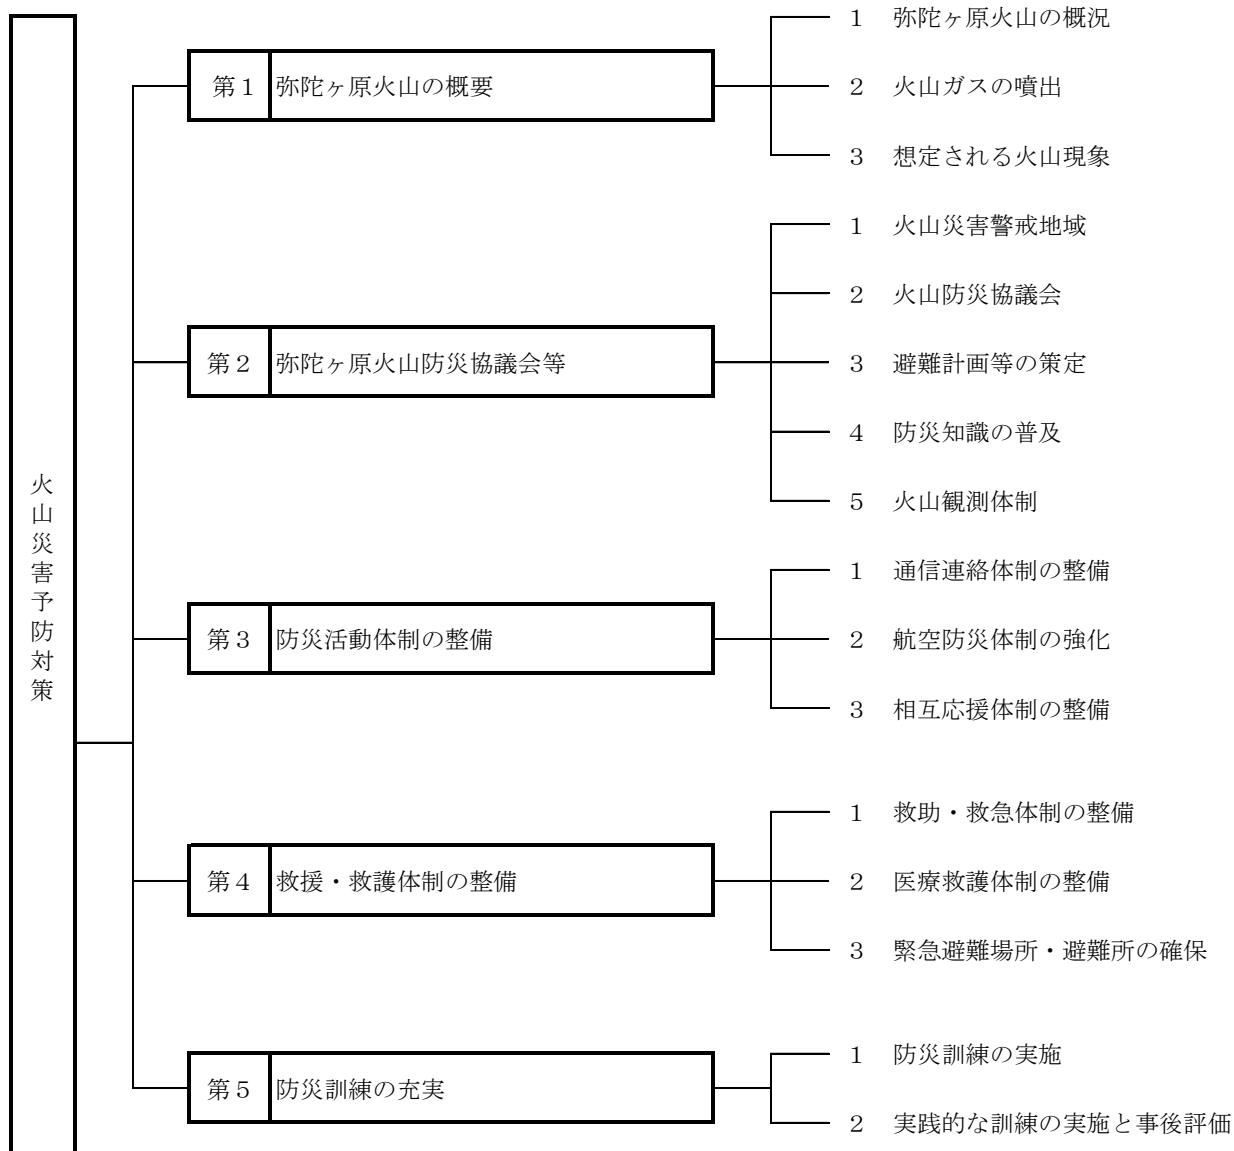 火山災害予防対策
第１ 弥陀ヶ原火山の概要
１ 弥陀ヶ原火山の概況
２ 火山ガスの噴出
３ 想定される火山現象
第２ 弥陀ヶ原火山防災協議会等
１ 火山災害警戒地域
２ 火山防災協議会
３ 避難計画等の策定
４ 防災知識の普及
５ 火山観測体制
第３ 防災活動体制の整備
１ 通信連絡体制の整備
２ 航空防災体制の強化
３ 相互応援体制の整備
第４ 救援・救護体制の整備
１ 救助・救急体制の整備
２ 医療救護体制の整備
３ 緊急避難場所・避難所の確保
第５ 防災訓練の充実
１ 防災訓練の実施
２ 実践的な訓練の実施と事後評価